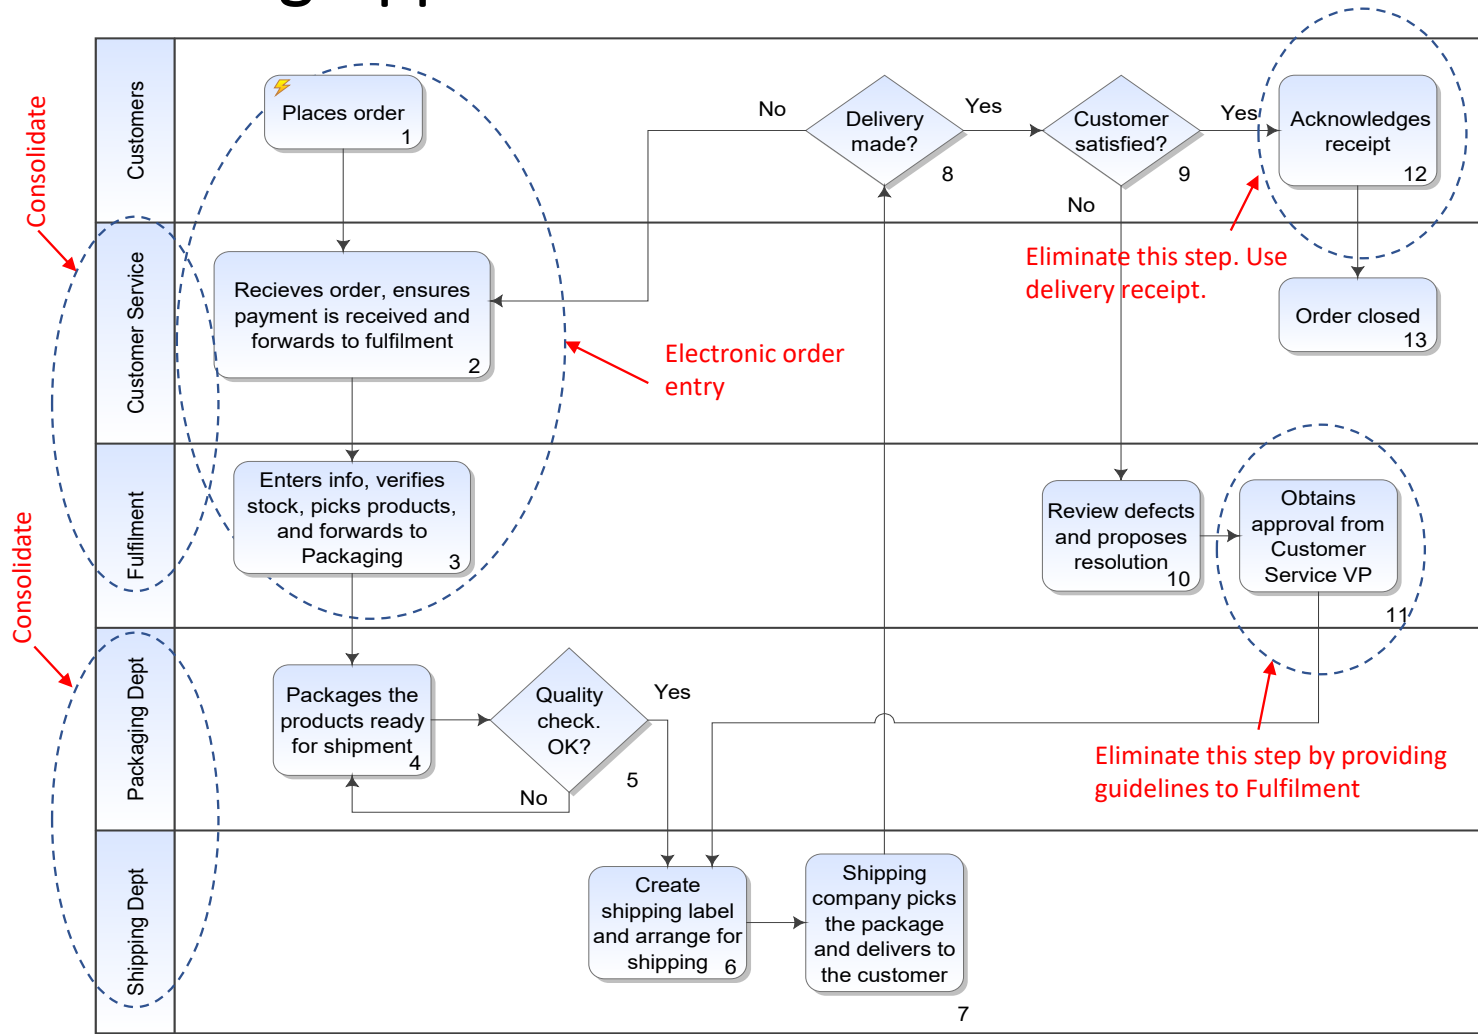 Customers
Customer Service
Fulfilment
Packaging Dept
Shipping Dept
Consolidate
Consolidate
Places order
1
Recieves order, ensures
payment is received and
forwards to fulfilment
2
Enters info, verifies
stock, picks products,
and forwards to
Packaging
3
Electronic order
entry
Packages the
products ready
for shipment
4
Quality
check.
OK?
5
Yes
No
Create
shipping label
and arrange for
shipping
6
Shipping
company picks
the package
and delivers to
the customer
7
No
Delivery
made?
8
Yes
Customer
satisfied?
9
Yes
No
Acknowledges
receipt
12
Eliminate this step. Use
delivery receipt.
Order closed
13
Review defects
and proposes
resolution
10
Obtains
approval from
Customer
Service VP
11
Eliminate this step by providing
guidelines to Fulfilment